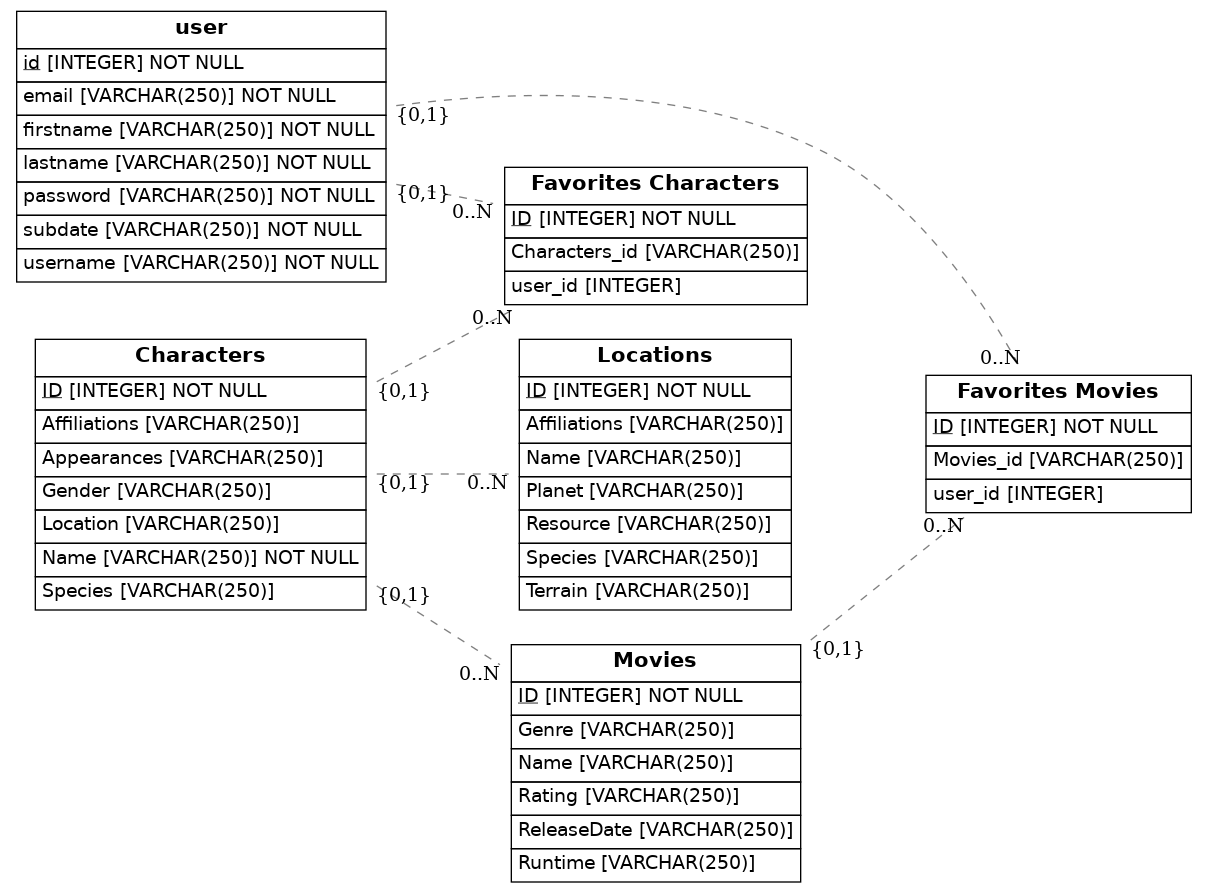 user
id [INTEGER] NOT NULL
email [VARCHAR(250)] NOT NULL
firstname [VARCHAR(250)] NOT NULL
lastname [VARCHAR(250)] NOT NULL
password [VARCHAR(250)] NOT NULL
subdate [VARCHAR(250)] NOT NULL
username [VARCHAR(250)] NOT NULL
{0,1}
{0,1}
0..N
Favorites Characters
ID [INTEGER] NOT NULL
Characters_id [VARCHAR(250)]
user_id [INTEGER]
0..N
{0,1}
Characters
ID [INTEGER] NOT NULL
Affiliations [VARCHAR(250)]
Appearances [VARCHAR(250)]
Gender [VARCHAR(250)]
Location [VARCHAR(250)]
Name [VARCHAR(250)] NOT NULL
Species [VARCHAR(250)]
{0,1}
0..N
{0,1}
0..N
Locations
ID [INTEGER] NOT NULL
Affiliations [VARCHAR(250)]
Name [VARCHAR(250)]
Planet [VARCHAR(250)]
Resource [VARCHAR(250)]
Species [VARCHAR(250)]
Terrain [VARCHAR(250)]
0..N
Favorites Movies
ID [INTEGER] NOT NULL
Movies_id [VARCHAR(250)]
user_id [INTEGER]
0..N
{0,1}
Movies
ID [INTEGER] NOT NULL
Genre [VARCHAR(250)]
Name [VARCHAR(250)]
Rating [VARCHAR(250)]
ReleaseDate [VARCHAR(250)]
Runtime [VARCHAR(250)]